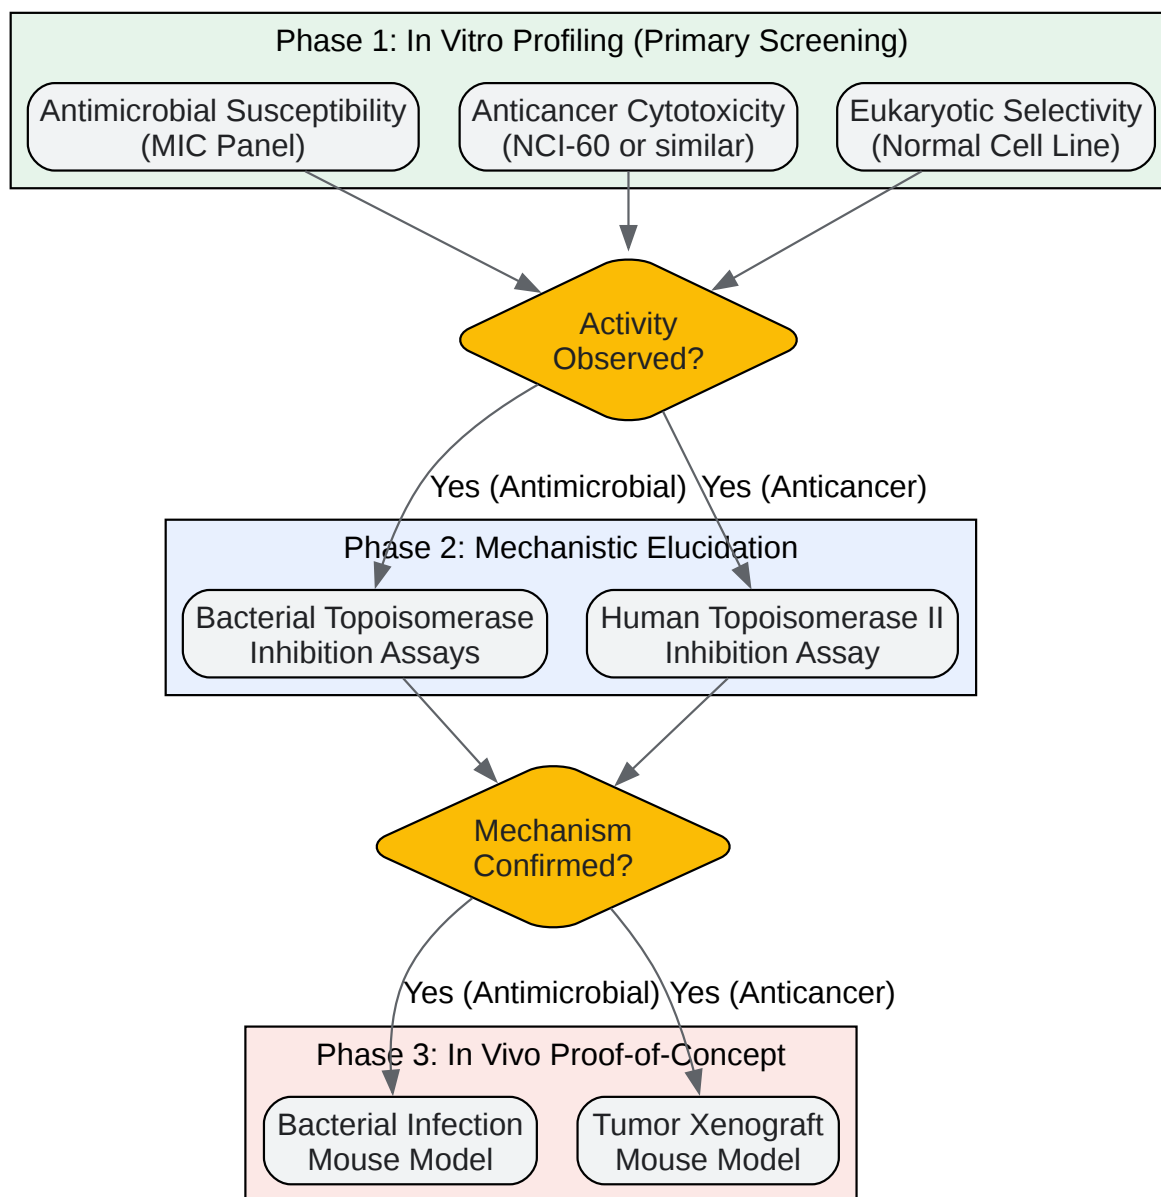 Phase 1: In Vitro Profiling (Primary Screening)
Antimicrobial Susceptibility
(MIC Panel)
Anticancer Cytotoxicity
(NCI-60 or similar)
Eukaryotic Selectivity
(Normal Cell Line)
Activity
Observed?
Yes (Antimicrobial)
Yes (Anticancer)
Phase 2: Mechanistic Elucidation
Bacterial Topoisomerase
Inhibition Assays
Human Topoisomerase II
Inhibition Assay
Mechanism
Confirmed?
Yes (Antimicrobial)
Yes (Anticancer)
Phase 3: In Vivo Proof-of-Concept
Bacterial Infection
Mouse Model
Tumor Xenograft
Mouse Model